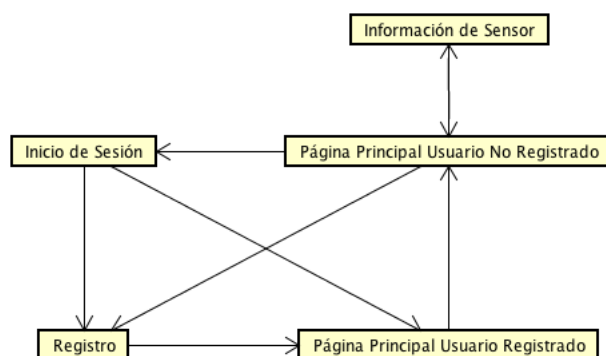 Información de Sensor
Inicio de Sesión
Página Principal Usuario No Registrado
Registro
Página Principal Usuario Registrado